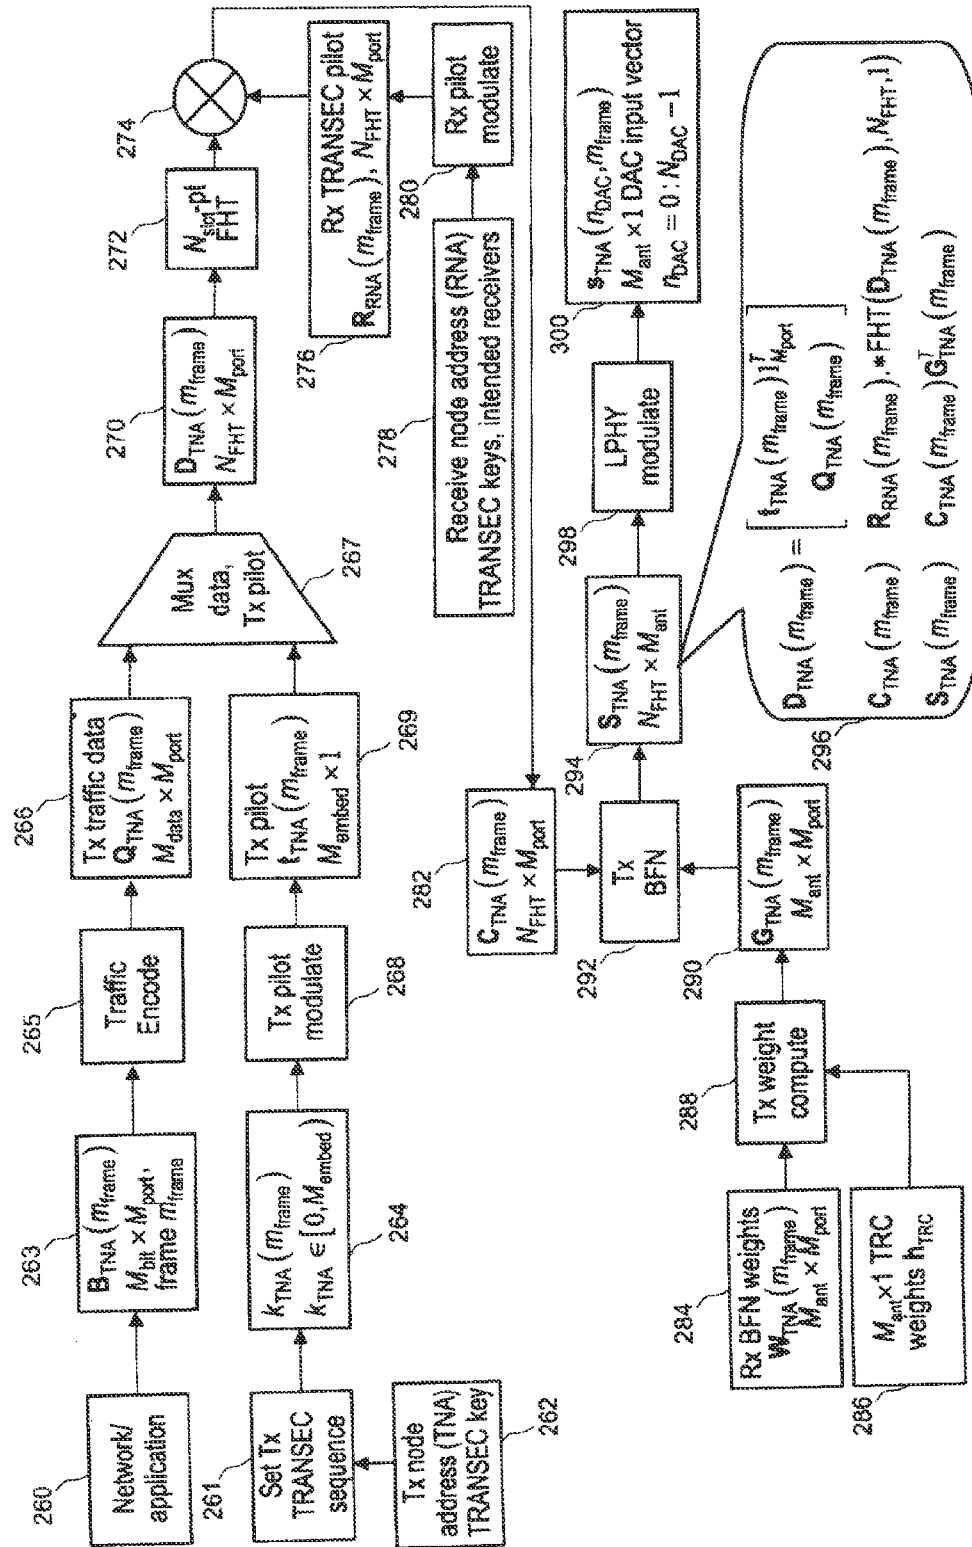 260
Network/
application
263
B_TNA(m_frame)
M_bit × M_port,
frame m_frame
265
Traffic
Encode
266
Tx traffic data
Q_TNA(m_frame)
M_data × M_port
261
Set Tx
TRANSEC
sequence
262
Tx node
address (TNA)
TRANSEC key
264
k_TNA(m_frame)
k_TNA ∈ [0, M_embed)
268
Tx pilot
modulate
269
Tx pilot
t_TNA(m_frame)
M_embed × 1
267
Mux
data,
Tx pilot
270
D_TNA(m_frame)
N_FHT × M_port
272
N_slot-pt
FHT
274
276
Rx TRANSEC pilot
R_RNA(m_frame), N_FHT × M_port
278
Receive node address (RNA)
TRANSEC keys, intended receivers
280
Rx pilot
modulate
282
C_TNA(m_frame)
N_FHT × M_port
284
Rx BFN weights
W_TNA(m_frame)
M_ant × M_port
286
M_ant×1 TRC
weights h_TRC
288
Tx weight
compute
290
G_TNA(m_frame)
M_ant × M_port
292
Tx
BFN
294
S_TNA(m_frame)
N_FHT × M_ant
298
LPHY
modulate
300
s_TNA(n_DAC, m_frame)
M_ant × 1 DAC input vector
n_DAC = 0 : N_DAC − 1
296
D_TNA(m_frame) = [t_TNA(m_frame)1^T_M_port
Q_TNA(m_frame)]
C_TNA(m_frame) R_RNA(m_frame).*FHT(D_TNA(m_frame), N_FHT, 1)
S_TNA(m_frame) C_TNA(m_frame)G^T_TNA(m_frame)